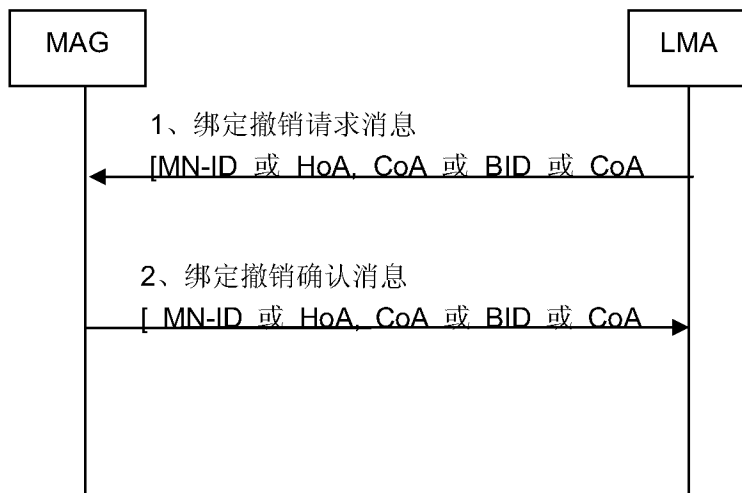 MAG
LMA
1、绑定撤销请求消息
[MN-ID 或 HoA, CoA 或 BID 或 CoA
2、绑定撤销确认消息
[ MN-ID 或 HoA, CoA 或 BID 或 CoA